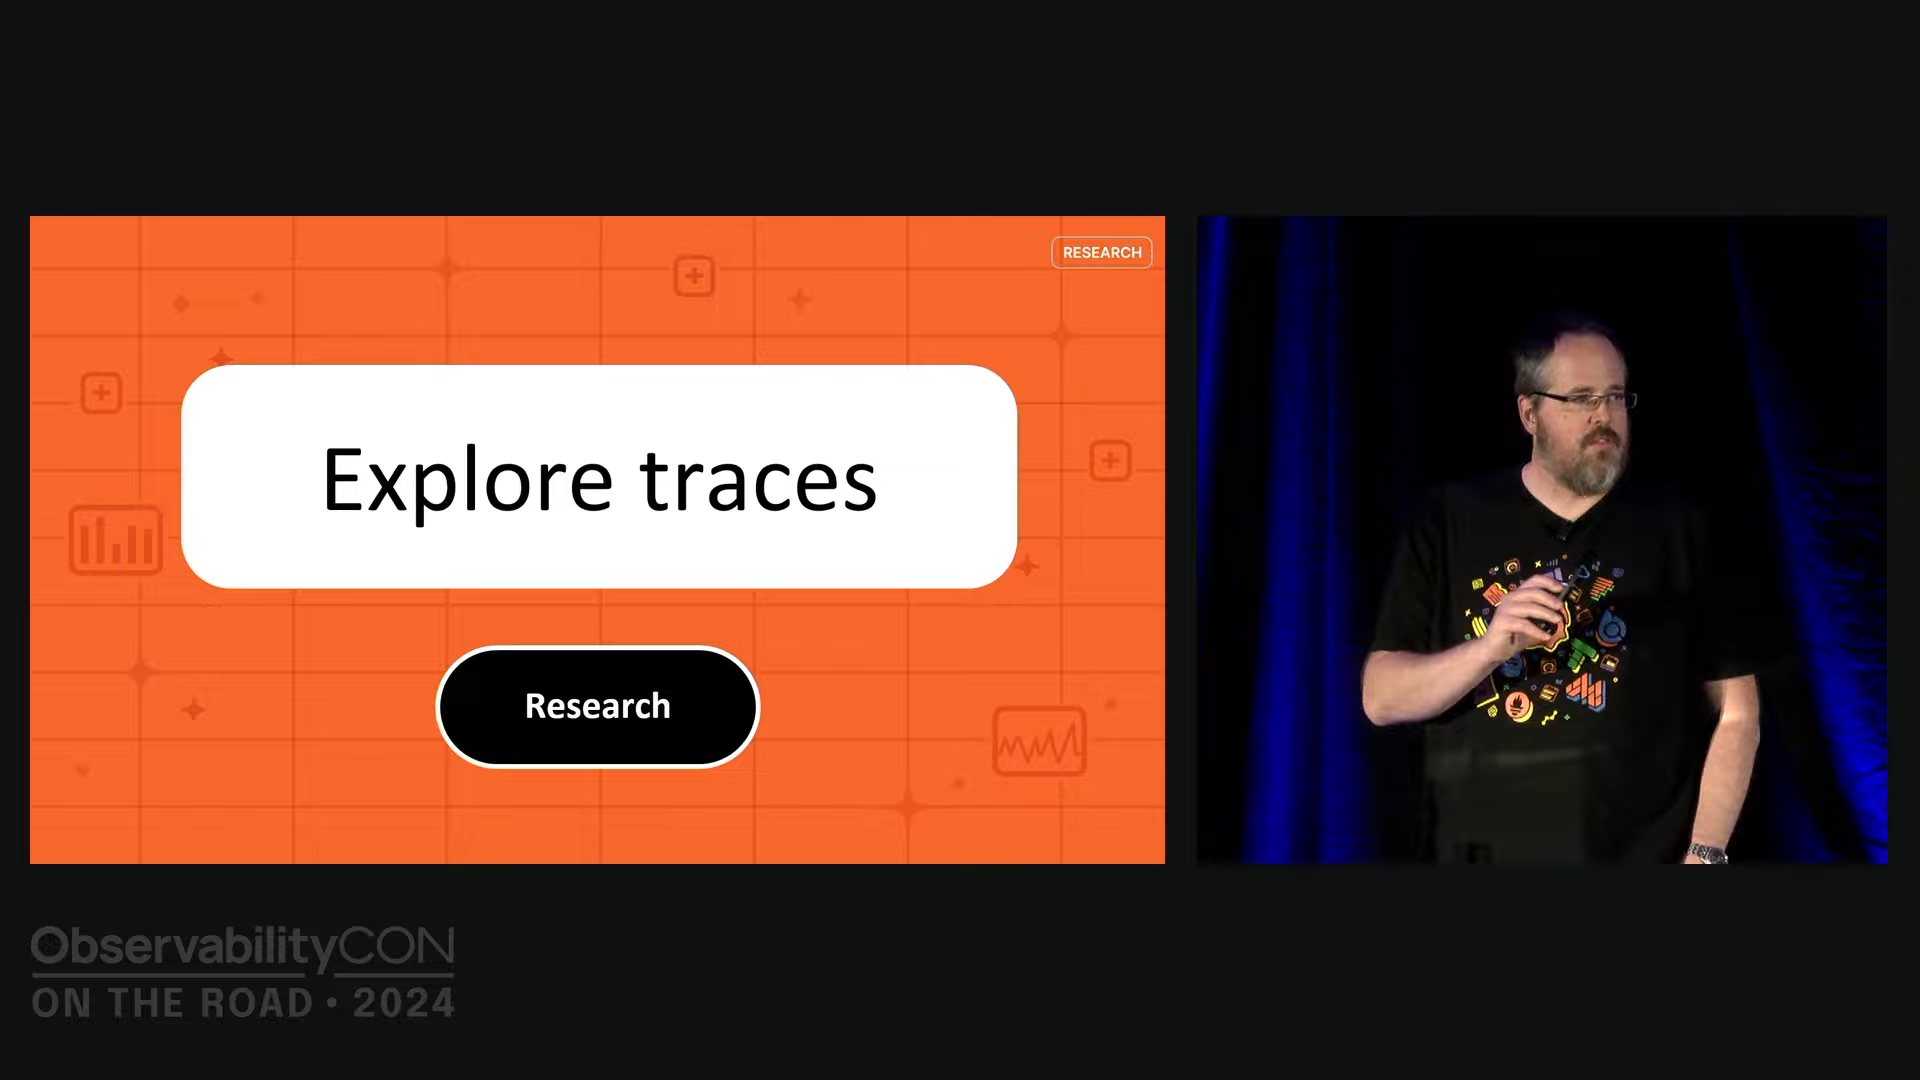 RESEARCH
Explore traces
Research
ObservabilityCON
ON THE ROAD • 2024